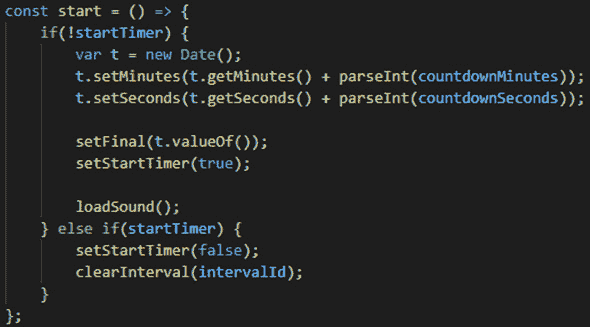 const start = () => {
    if(!startTimer) {
        var t = new Date();
        t.setMinutes(t.getMinutes() + parseInt(countdownMinutes));
        t.setSeconds(t.getSeconds() + parseInt(countdownSeconds));

        setFinal(t.valueOf());
        setStartTimer(true);

        loadSound();
    } else if(startTimer) {
        setStartTimer(false);
        clearInterval(intervalId);
    }
};